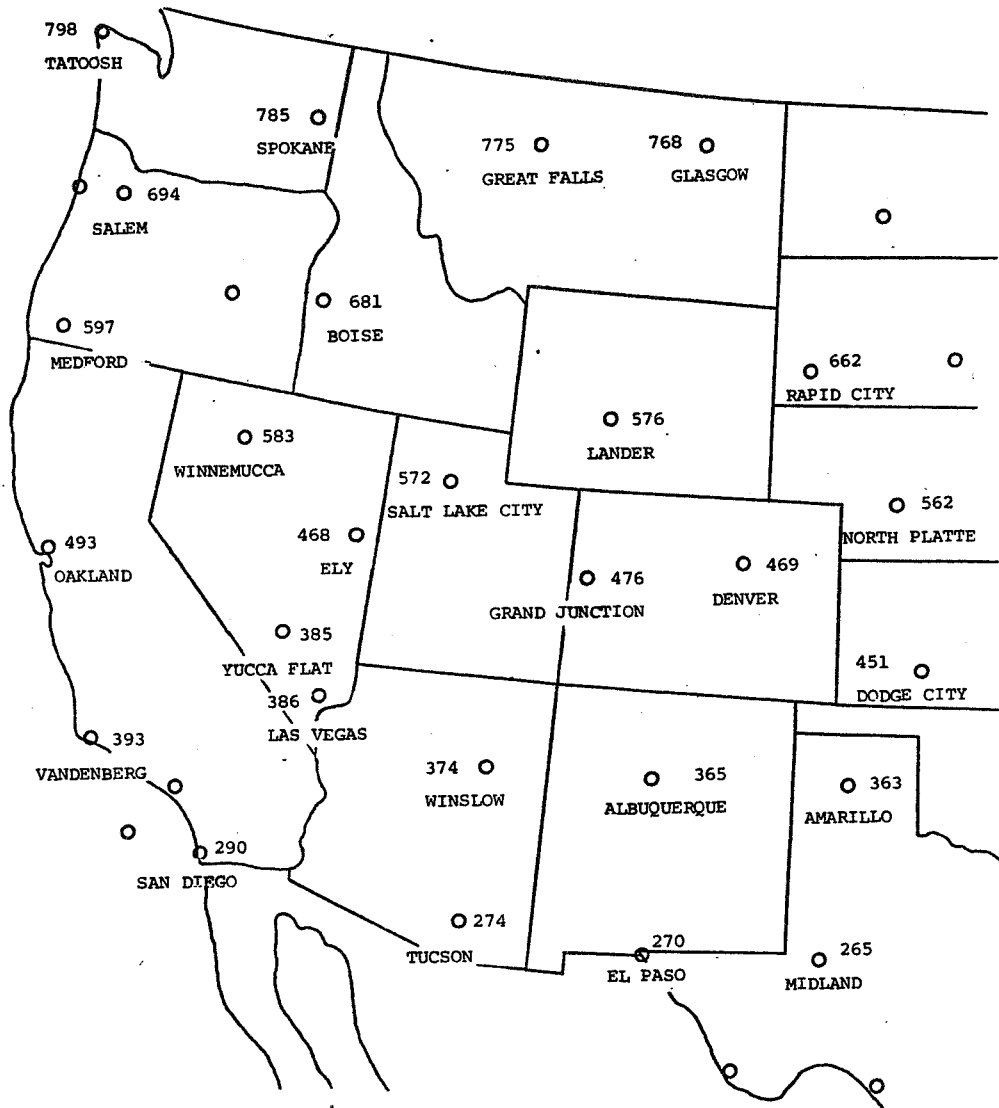 798
TATOOSH
785
SPOKANE
775
GREAT FALLS
768
GLASGOW
694
SALEM
681
BOISE
597
MEDFORD
662
RAPID CITY
576
LANDER
583
WINNEMUCCA
572
SALT LAKE CITY
562
NORTH PLATTE
493
OAKLAND
468
ELY
476
GRAND JUNCTION
469
DENVER
385
YUCCA FLAT
451
DODGE CITY
386
LAS VEGAS
393
VANDENBERG
374
WINSLOW
365
ALBUQUERQUE
363
AMARILLO
290
SAN DIEGO
274
TUCSON
270
EL PASO
265
MIDLAND